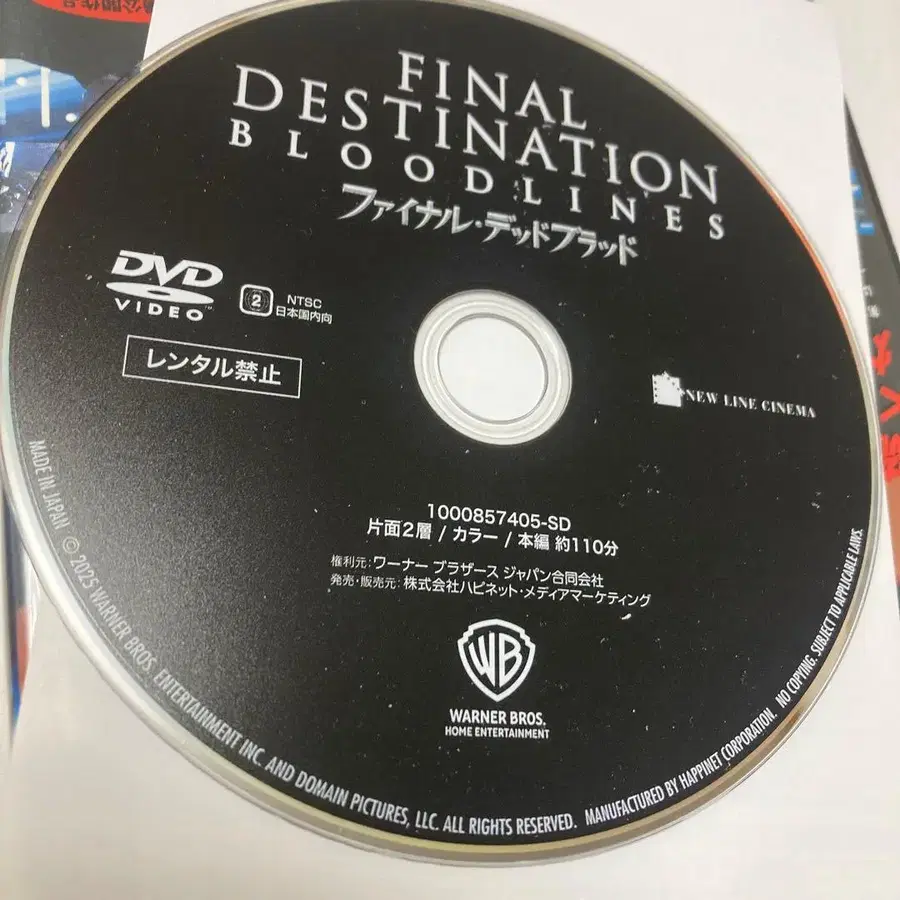 FINAL
DESTINATION
BLOODLINES
ファイナル・デッドブラッド
DVD
VIDEO
2
NTSC
日本国内向
レンタル禁止
NEW LINE CINEMA
1000857405-SD
片面2層 / カラー / 本編 約110分
権利元：ワーナー ブラザース ジャパン合同会社
発売・販売元：株式会社ハピネット・メディアマーケティング
WB
WARNER BROS.
HOME ENTERTAINMENT
MADE IN JAPAN © 2025 WARNER BROS. ENTERTAINMENT INC. AND DOMAIN PICTURES, LLC. ALL RIGHTS RESERVED. MANUFACTURED BY HAPPINET CORPORATION. NO COPYING. SUBJECT TO APPLICABLE LAWS.